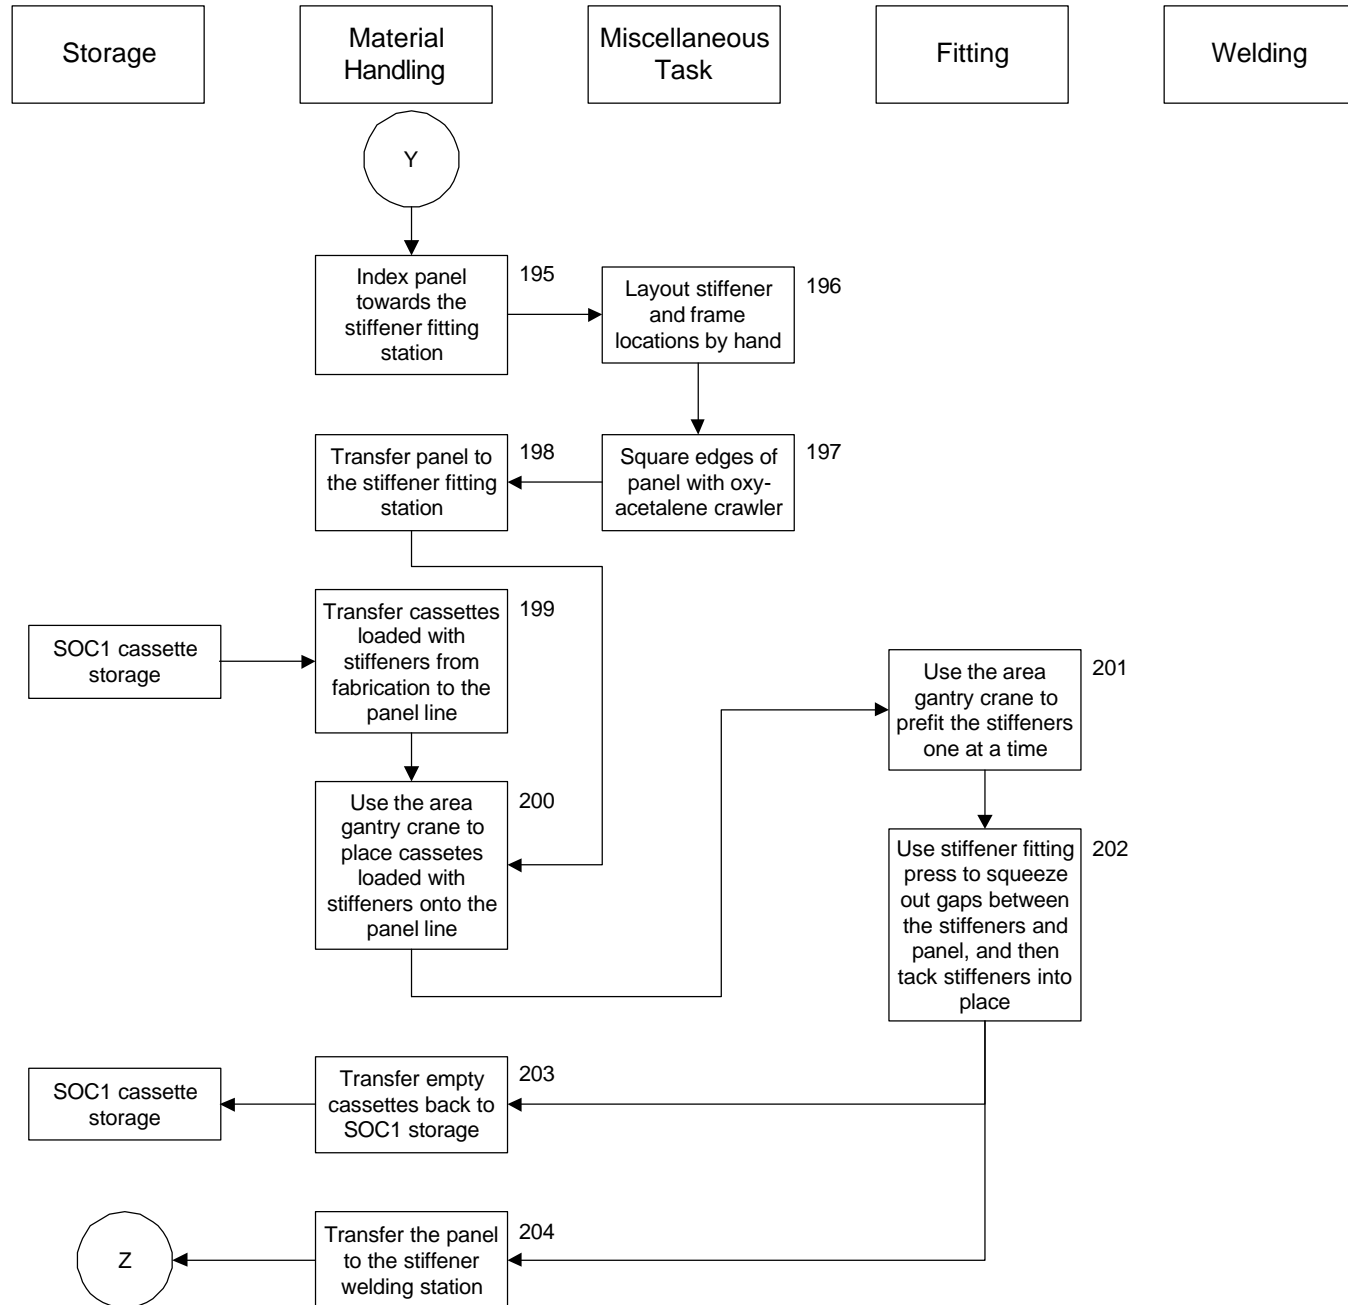 Storage
Material
Handling
Miscellaneous
Task
Fitting
Welding
Y
Index panel
towards the
stiffener fitting
station
195
Layout stiffener
and frame
locations by hand
196
Transfer panel to
the stiffener fitting
station
198
Square edges of
panel with oxy-
acetalene crawler
197
SOC1 cassette
storage
Transfer cassettes
loaded with
stiffeners from
fabrication to the
panel line
199
Use the area
gantry crane to
place cassetes
loaded with
stiffeners onto the
panel line
200
Use the area
gantry crane to
prefit the stiffeners
one at a time
201
Use stiffener fitting
press to squeeze
out gaps between
the stiffeners and
panel, and then
tack stiffeners into
place
202
SOC1 cassette
storage
Transfer empty
cassettes back to
SOC1 storage
203
Z
Transfer the panel
to the stiffener
welding station
204